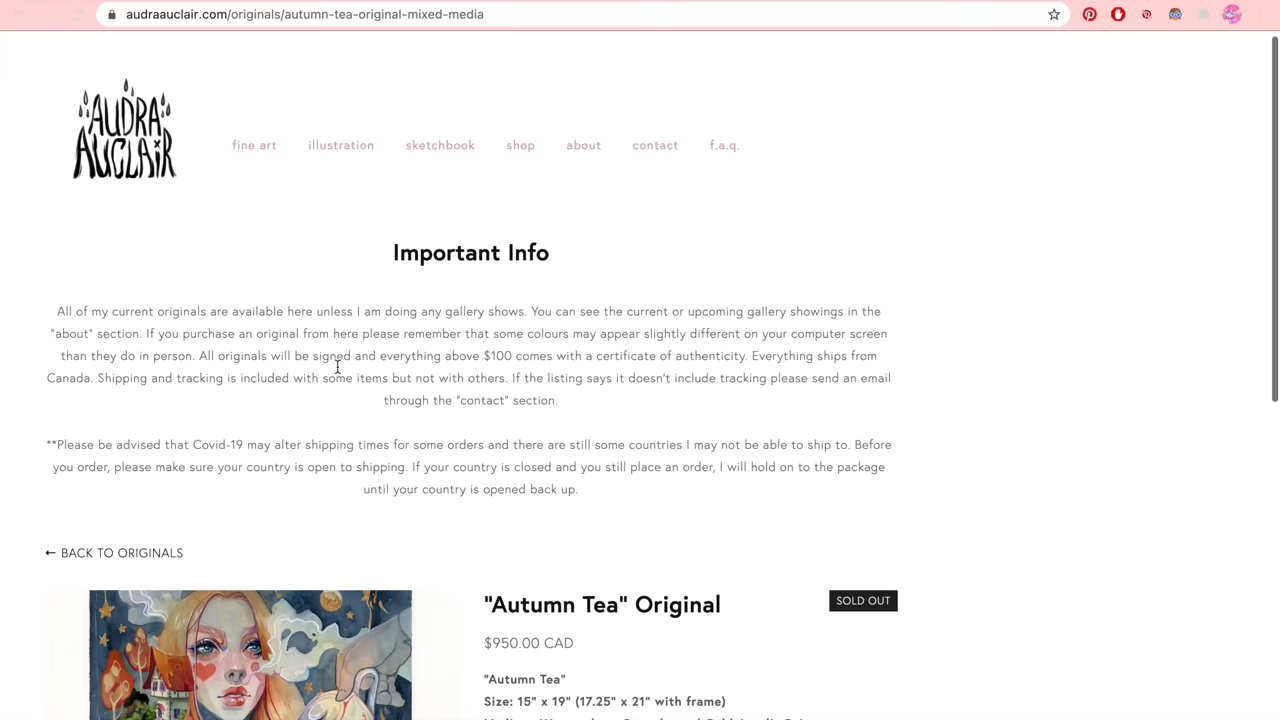 audraauclair.com/originals/autumn-tea-original-mixed-media
AUDRA
AUCLAIR
fine art illustration sketchbook shop about contact f.a.q.
Important Info
All of my current originals are available here unless I am doing any gallery shows. You can see the current or upcoming gallery showings in the
"about" section. If you purchase an original from here please remember that some colours may appear slightly different on your computer screen
than they do in person. All originals will be signed and everything above $100 comes with a certificate of authenticity. Everything ships from
Canada. Shipping and tracking is included with some items but not with others. If the listing says it doesn't include tracking please send an email
through the "contact" section.
**Please be advised that Covid-19 may alter shipping times for some orders and there are still some countries I may not be able to ship to. Before
you order, please make sure your country is open to shipping. If your country is closed and you still place an order, I will hold on to the package
until your country is opened back up.
← BACK TO ORIGINALS
"Autumn Tea" Original
SOLD OUT
$950.00 CAD
"Autumn Tea"
Size: 15" x 19" (17.25" x 21" with frame)